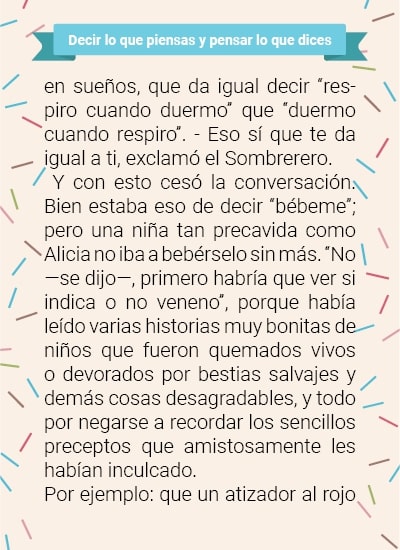 Decir lo que piensas y pensar lo que dices
en sueños, que da igual decir “res-
piro cuando duermo” que “duermo
cuando respiro”. - Eso sí que te da
igual a ti, exclamó el Sombrerero.
Y con esto cesó la conversación.
Bien estaba eso de decir “bébeme”;
pero una niña tan precavida como
Alicia no iba a bebérselo sin más. “No
—se dijo—, primero habría que ver si
indica o no veneno”, porque había
leído varias historias muy bonitas de
niños que fueron quemados vivos
o devorados por bestias salvajes y
demás cosas desagradables, y todo
por negarse a recordar los sencillos
preceptos que amistosamente les
habían inculcado.
Por ejemplo: que un atizador al rojo